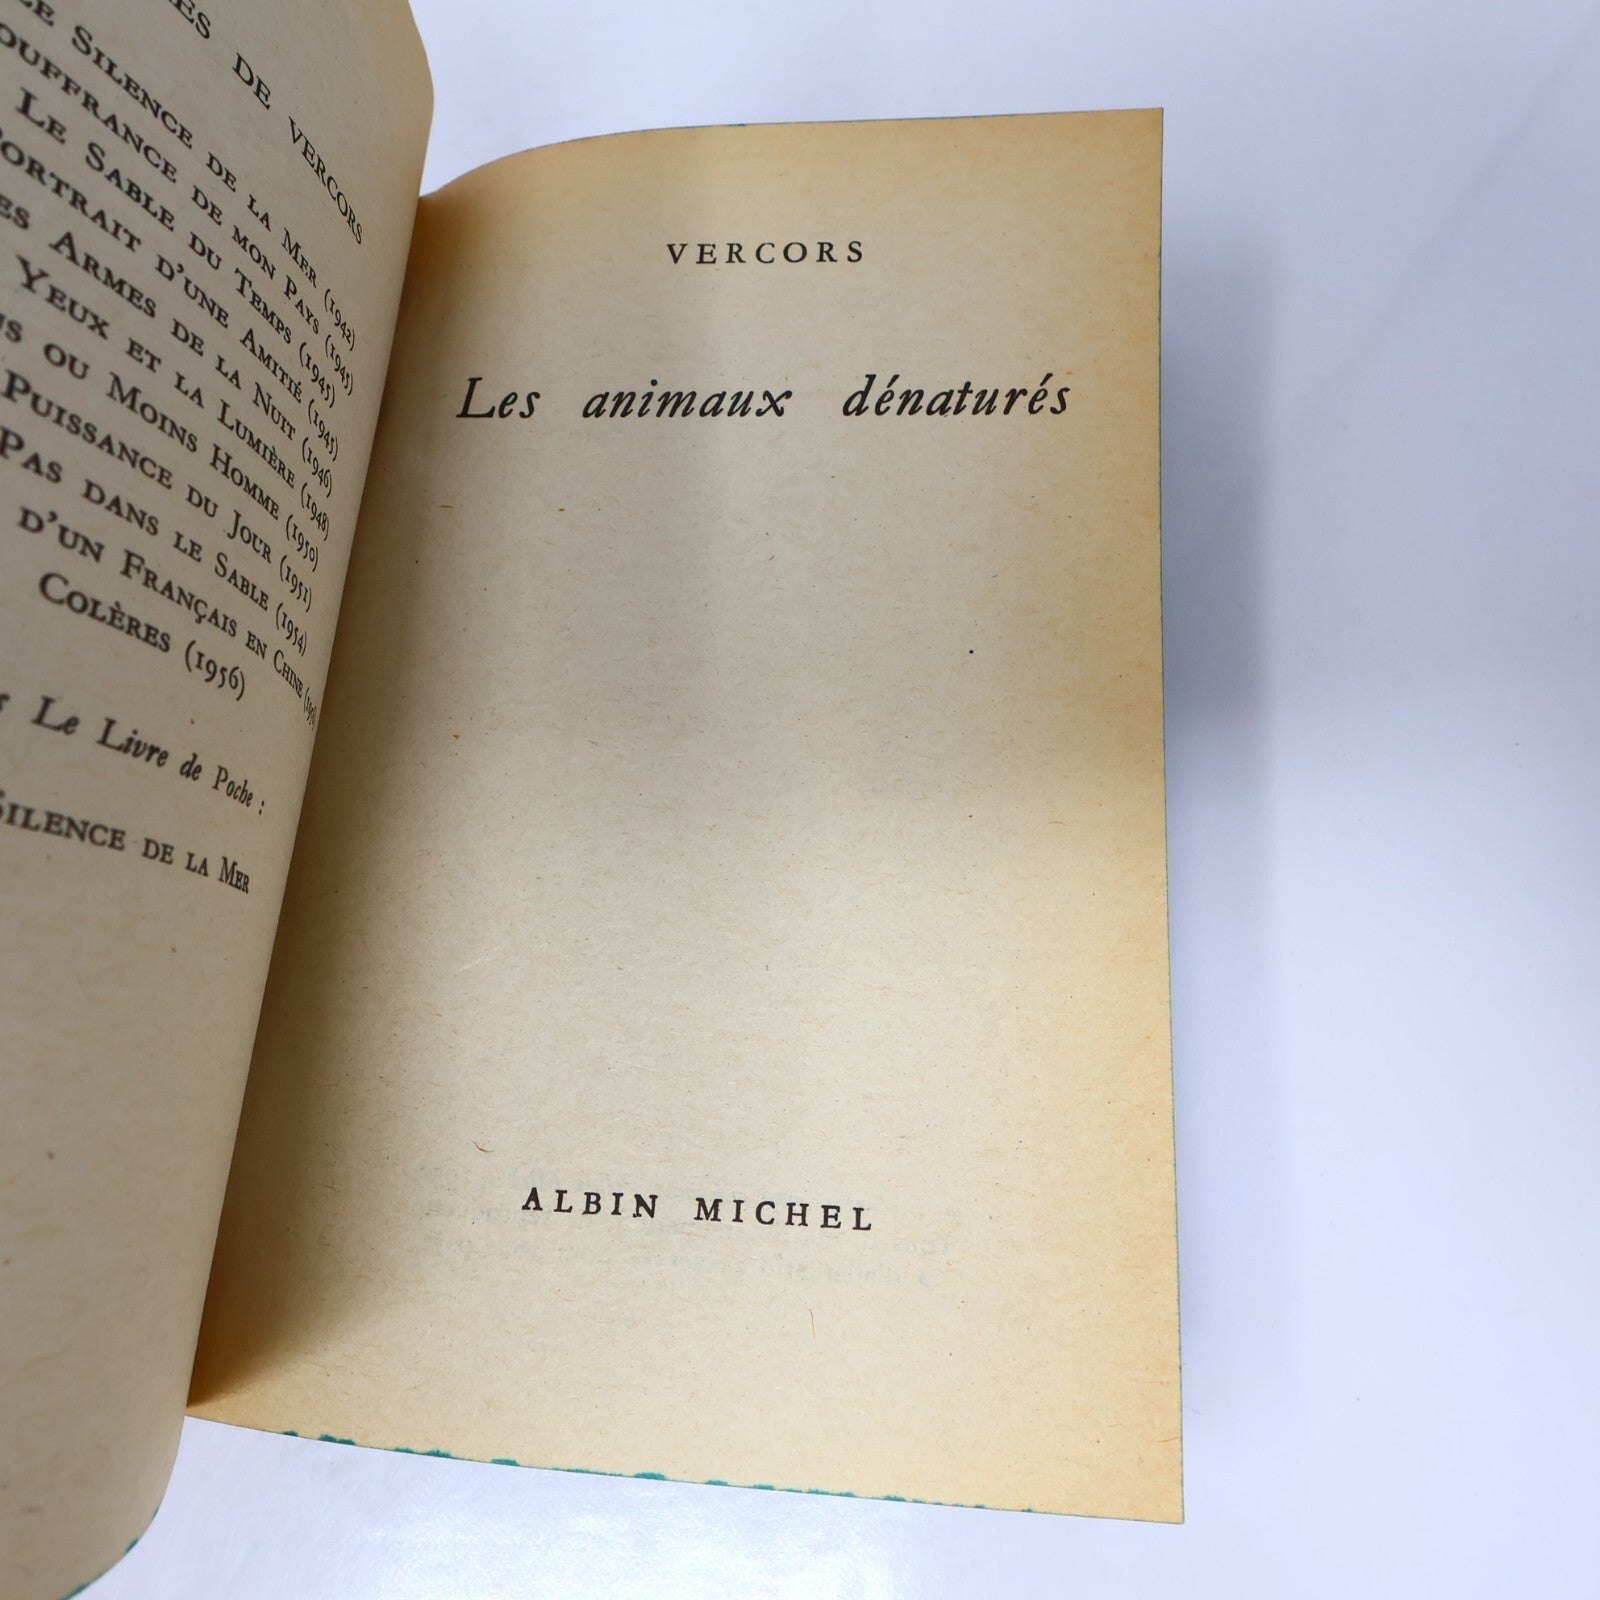 DE VERCORS
LE SILENCE DE LA MER (1942)
SOUFFRANCE DE MON PAYS (1945)
LE SABLE DU TEMPS (1945)
PORTRAIT D'UNE AMITIÉ (1945)
ES ARMES DE LA NUIT (1946)
YEUX ET LA LUMIÈRE (1948)
US OU MOINS HOMME (1950)
PUISSANCE DU JOUR (1951)
PAS DANS LE SABLE (1954)
D'UN FRANÇAIS EN CHINE
COLÈRES (1956)
Le Livre de Poche :
SILENCE DE LA MER
VERCORS
Les animaux dénaturés
ALBIN MICHEL